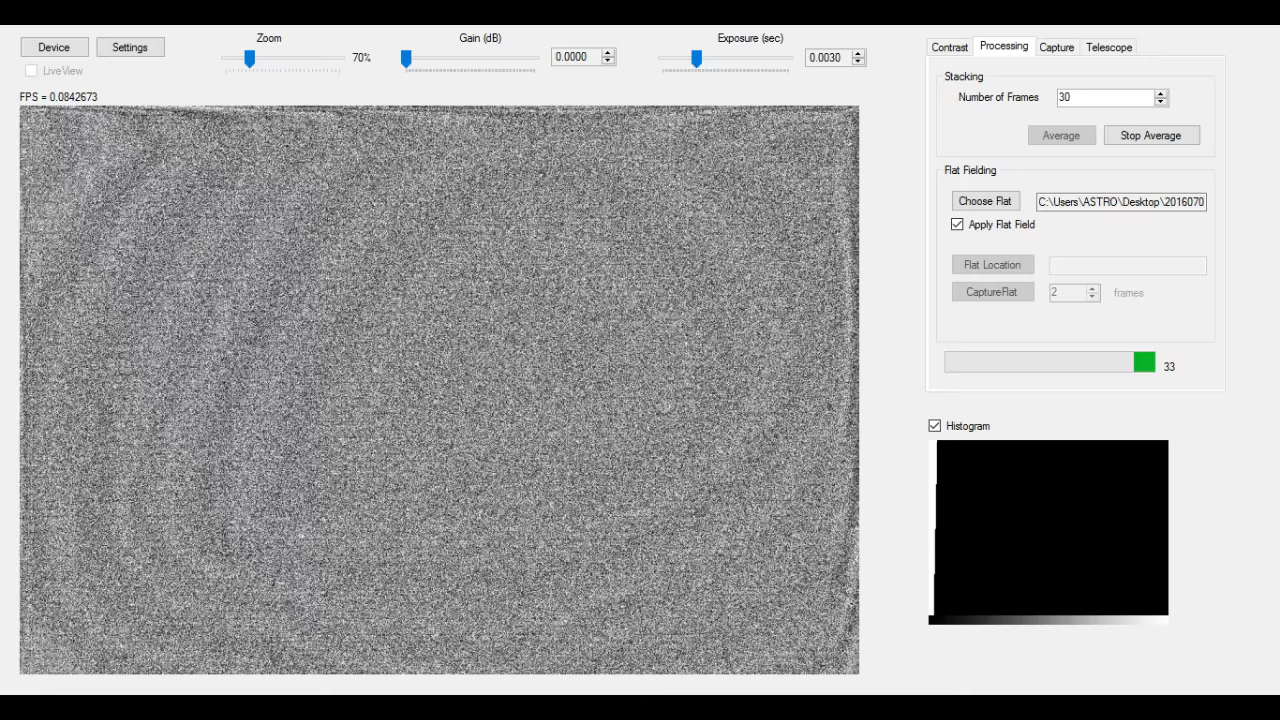 Device
Settings
Zoom
70%
Gain (dB)
0.0000
Exposure (sec)
0.0030
LiveView
FPS = 0.0842673
Contrast
Processing
Capture
Telescope
Stacking
Number of Frames
30
Average
Stop Average
Flat Fielding
Choose Flat
C:\Users\ASTRO\Desktop\2016070
Apply Flat Field
Flat Location
CaptureFlat
2
frames
33
Histogram